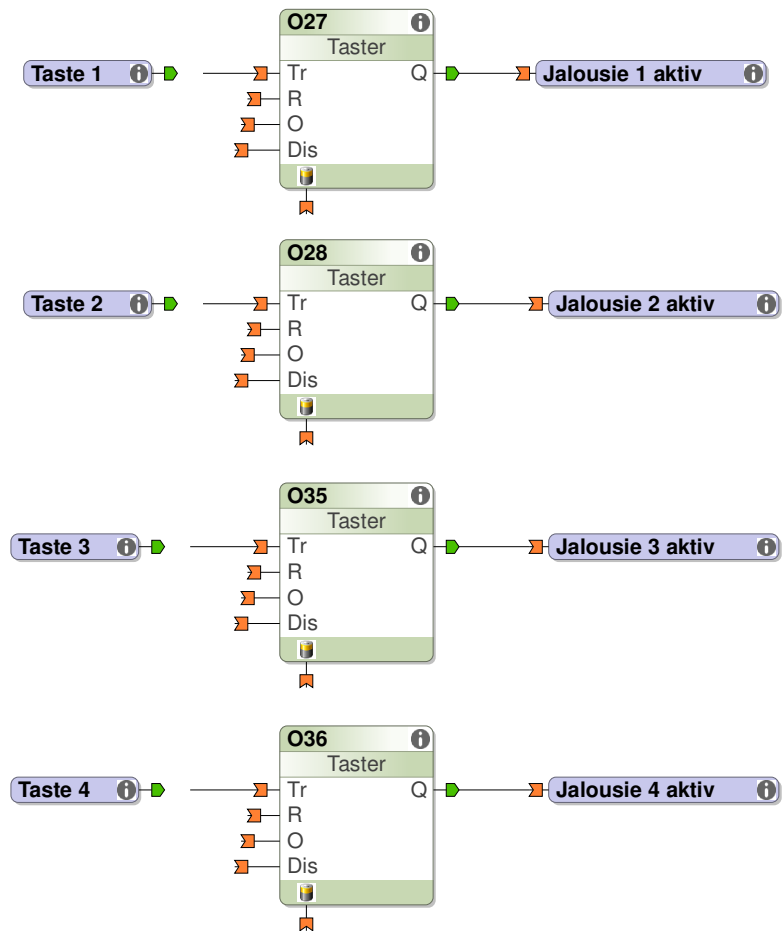 O27
Taster
Taste 1
Tr
Q
Jalousie 1 aktiv
R
O
Dis
O28
Taster
Taste 2
Tr
Q
Jalousie 2 aktiv
R
O
Dis
O35
Taster
Taste 3
Tr
Q
Jalousie 3 aktiv
R
O
Dis
O36
Taster
Taste 4
Tr
Q
Jalousie 4 aktiv
R
O
Dis